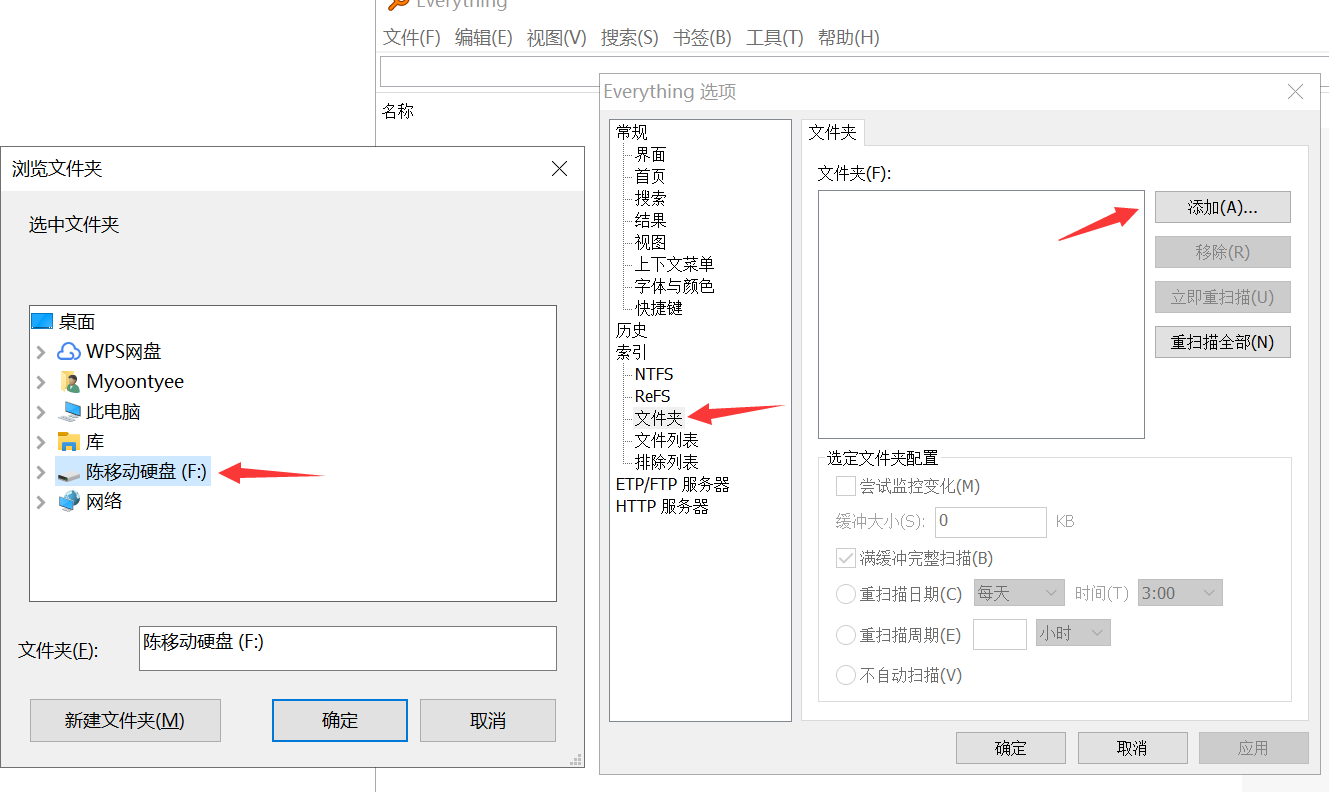 Everything
文件(F) 编辑(E) 视图(V) 搜索(S) 书签(B) 工具(T) 帮助(H)
名称
浏览文件夹
选中文件夹
桌面
WPS网盘
Myoontyee
此电脑
库
陈移动硬盘 (F:)
网络
文件夹(F):
陈移动硬盘 (F:)
新建文件夹(M)
确定
取消
Everything 选项
常规
界面
首页
搜索
结果
视图
上下文菜单
字体与颜色
快捷键
历史
索引
NTFS
ReFS
文件夹
文件列表
排除列表
ETP/FTP 服务器
HTTP 服务器
文件夹
文件夹(F):
添加(A)...
移除(R)
立即重扫描(U)
重扫描全部(N)
选定文件夹配置
尝试监控变化(M)
缓冲大小(S): 0 KB
满缓冲完整扫描(B)
重扫描日期(C) 每天 时间(T) 3:00
重扫描周期(E) 小时
不自动扫描(V)
确定
取消
应用